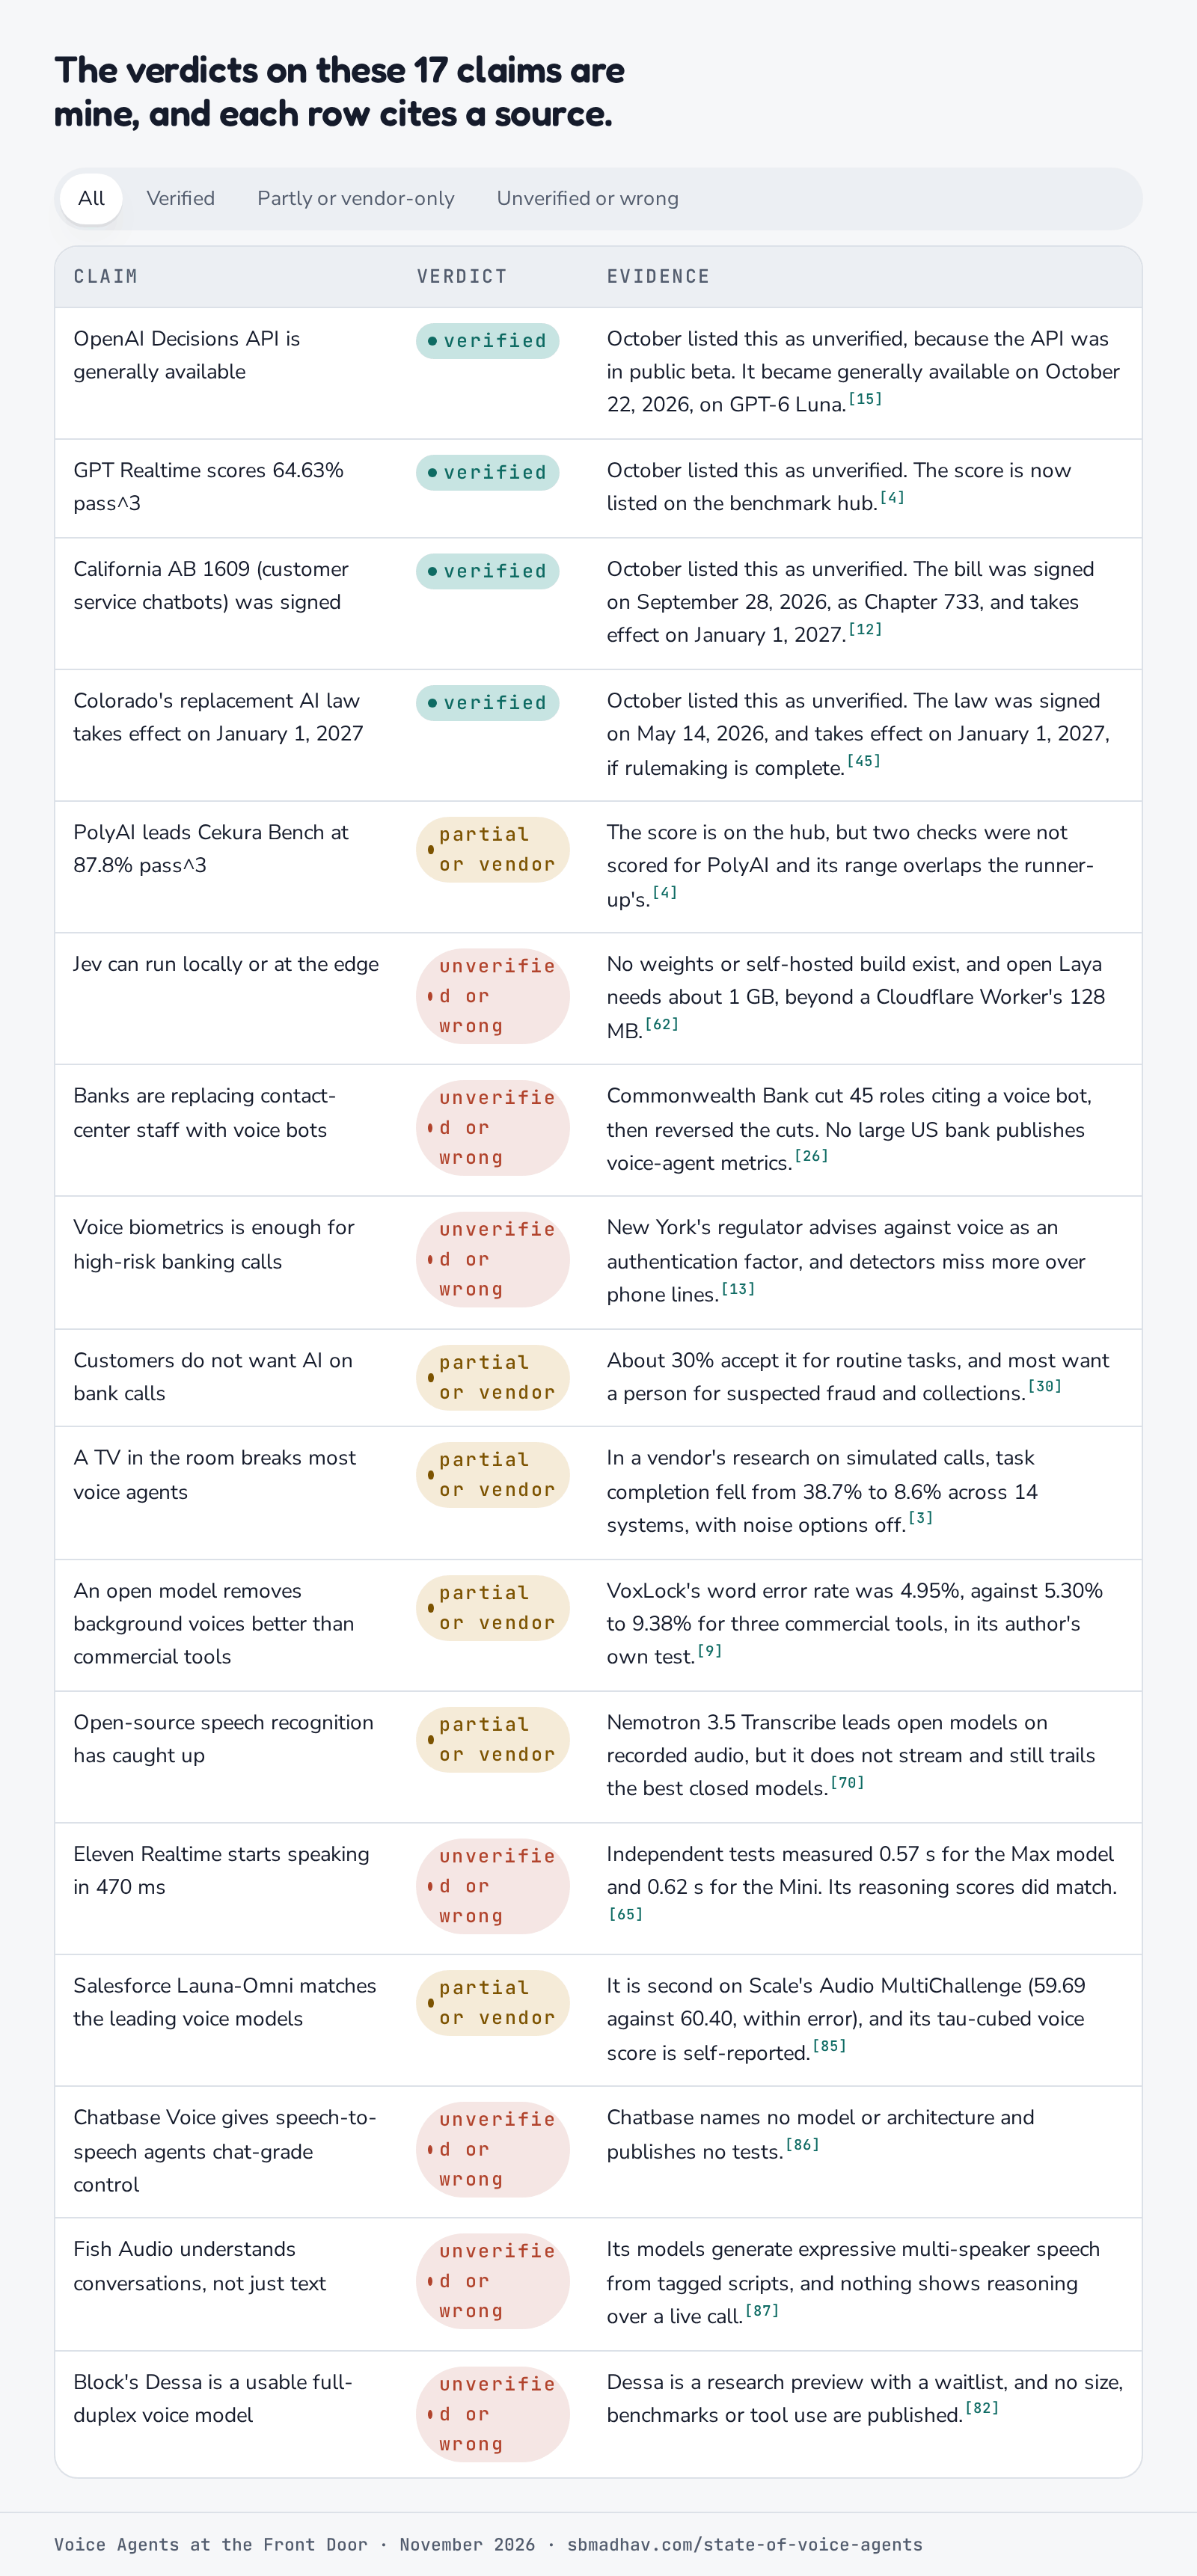 The verdicts on these 17 claims are
mine, and each row cites a source.
All
Verified
Partly or vendor-only
Unverified or wrong
CLAIM
VERDICT
EVIDENCE
OpenAI Decisions API is
generally available
verified
October listed this as unverified, because the API was
in public beta. It became generally available on October
22, 2026, on GPT-6 Luna.[15]
GPT Realtime scores 64.63%
pass^3
verified
October listed this as unverified. The score is now
listed on the benchmark hub.[4]
California AB 1609 (customer
service chatbots) was signed
verified
October listed this as unverified. The bill was signed
on September 28, 2026, as Chapter 733, and takes
effect on January 1, 2027.[12]
Colorado's replacement AI law
takes effect on January 1, 2027
verified
October listed this as unverified. The law was signed
on May 14, 2026, and takes effect on January 1, 2027,
if rulemaking is complete.[45]
PolyAI leads Cekura Bench at
87.8% pass^3
partial
or vendor
The score is on the hub, but two checks were not
scored for PolyAI and its range overlaps the runner-
up's.[4]
Jev can run locally or at the edge
unverifie
d or
wrong
No weights or self-hosted build exist, and open Laya
needs about 1 GB, beyond a Cloudflare Worker's 128
MB.[62]
Banks are replacing contact-
center staff with voice bots
unverifie
d or
wrong
Commonwealth Bank cut 45 roles citing a voice bot,
then reversed the cuts. No large US bank publishes
voice-agent metrics.[26]
Voice biometrics is enough for
high-risk banking calls
unverifie
d or
wrong
New York's regulator advises against voice as an
authentication factor, and detectors miss more over
phone lines.[13]
Customers do not want AI on
bank calls
partial
or vendor
About 30% accept it for routine tasks, and most want
a person for suspected fraud and collections.[30]
A TV in the room breaks most
voice agents
partial
or vendor
In a vendor's research on simulated calls, task
completion fell from 38.7% to 8.6% across 14
systems, with noise options off.[3]
An open model removes
background voices better than
commercial tools
partial
or vendor
VoxLock's word error rate was 4.95%, against 5.30%
to 9.38% for three commercial tools, in its author's
own test.[9]
Open-source speech recognition
has caught up
partial
or vendor
Nemotron 3.5 Transcribe leads open models on
recorded audio, but it does not stream and still trails
the best closed models.[70]
Eleven Realtime starts speaking
in 470 ms
unverifie
d or
wrong
Independent tests measured 0.57 s for the Max model
and 0.62 s for the Mini. Its reasoning scores did match.
[65]
Salesforce Launa-Omni matches
the leading voice models
partial
or vendor
It is second on Scale's Audio MultiChallenge (59.69
against 60.40, within error), and its tau-cubed voice
score is self-reported.[85]
Chatbase Voice gives speech-to-
speech agents chat-grade
control
unverifie
d or
wrong
Chatbase names no model or architecture and
publishes no tests.[86]
Fish Audio understands
conversations, not just text
unverifie
d or
wrong
Its models generate expressive multi-speaker speech
from tagged scripts, and nothing shows reasoning
over a live call.[87]
Block's Dessa is a usable full-
duplex voice model
unverifie
d or
wrong
Dessa is a research preview with a waitlist, and no size,
benchmarks or tool use are published.[82]
Voice Agents at the Front Door · November 2026 · sbmadhav.com/state-of-voice-agents